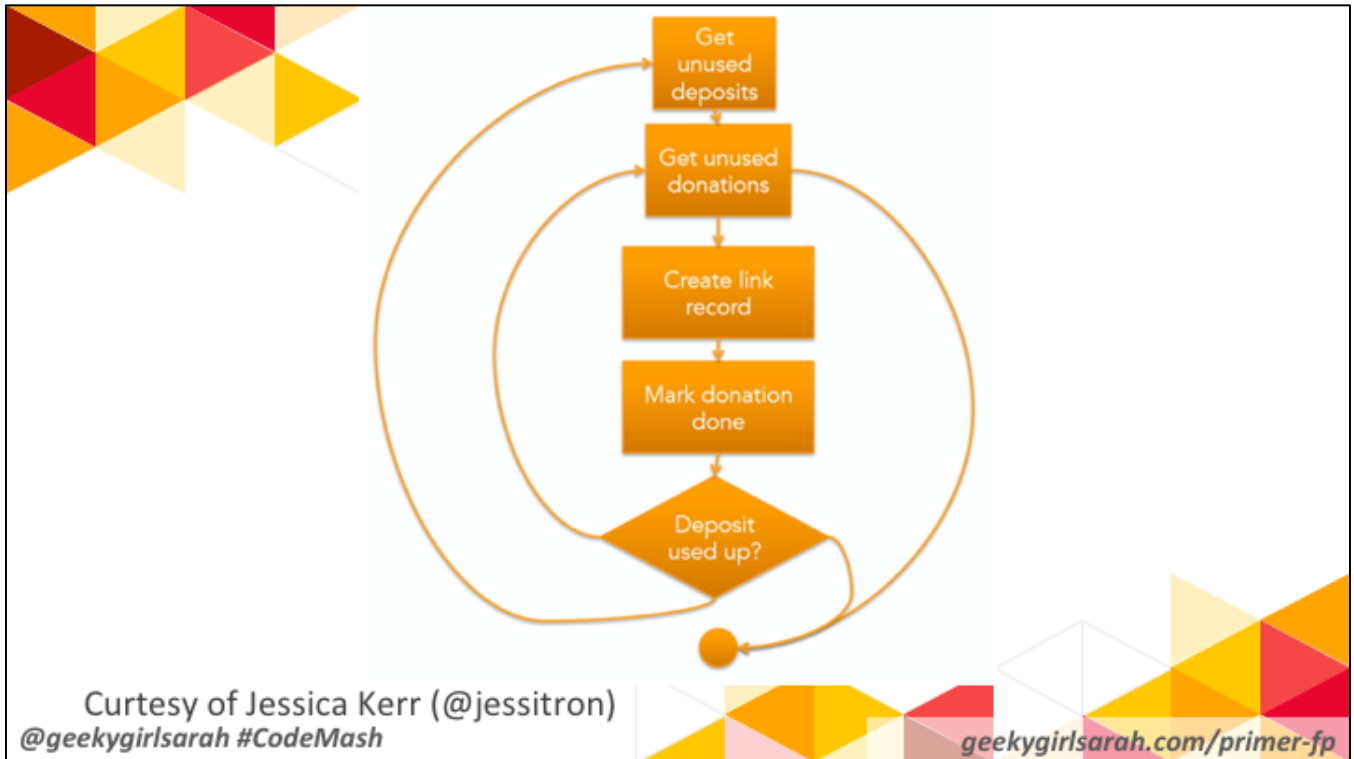 Get
unused
deposits
Get unused
donations
Create link
record
Mark donation
done
Deposit
used up?
Curtesy of Jessica Kerr (@jessitron)
@geekygirlsarah #CodeMash
geekygirlsarah.com/primer-fp